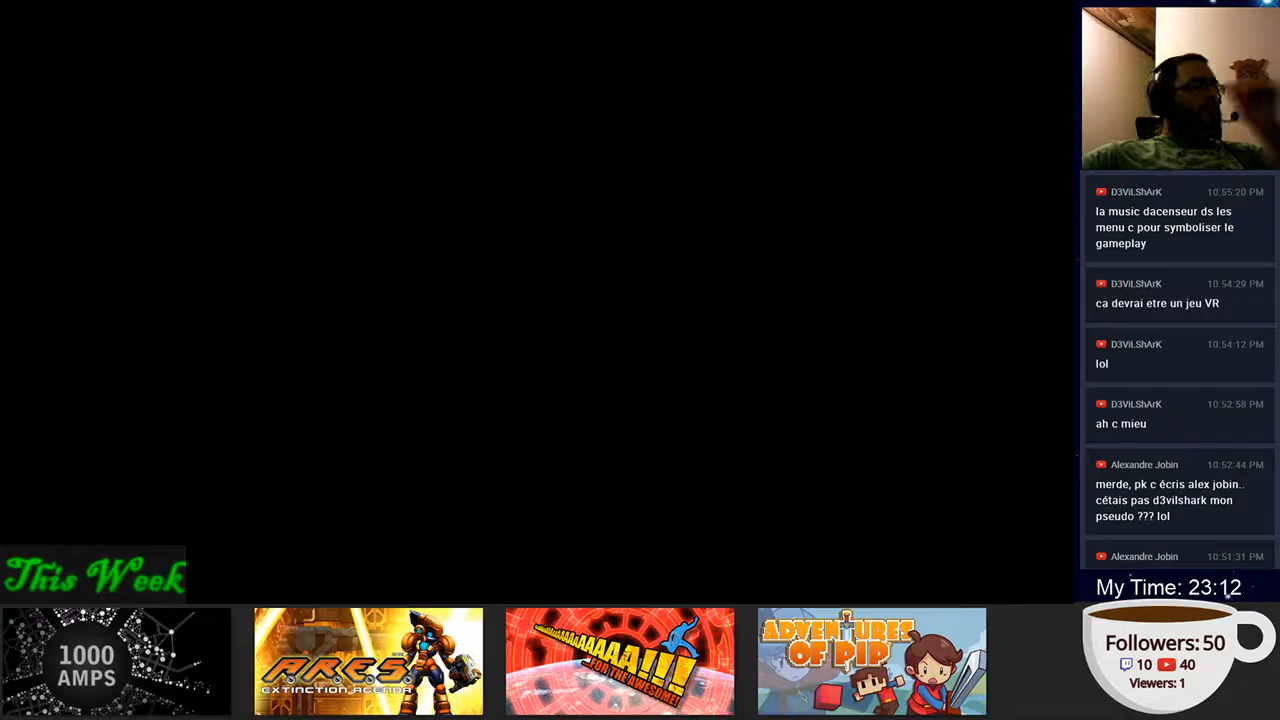 D3ViLShArK 10:55:20 PM
la music dacenseur ds les
menu c pour symboliser le
gameplay
D3ViLShArK 10:54:29 PM
ca devrai etre un jeu VR
D3ViLShArK 10:54:12 PM
lol
D3ViLShArK 10:52:58 PM
ah c mieu
Alexandre Jobin 10:52:44 PM
merde, pk c écris alex jobin..
cétais pas d3vilshark mon
pseudo ??? lol
Alexandre Jobin 10:51:31 PM
My Time: 23:12
Followers: 50
10 40
Viewers: 1
This Week
1000
AMPS
ARES
EXTINCTION AGENDA
...FOR THE AWESOME!
ADVENTURES
OF PIP